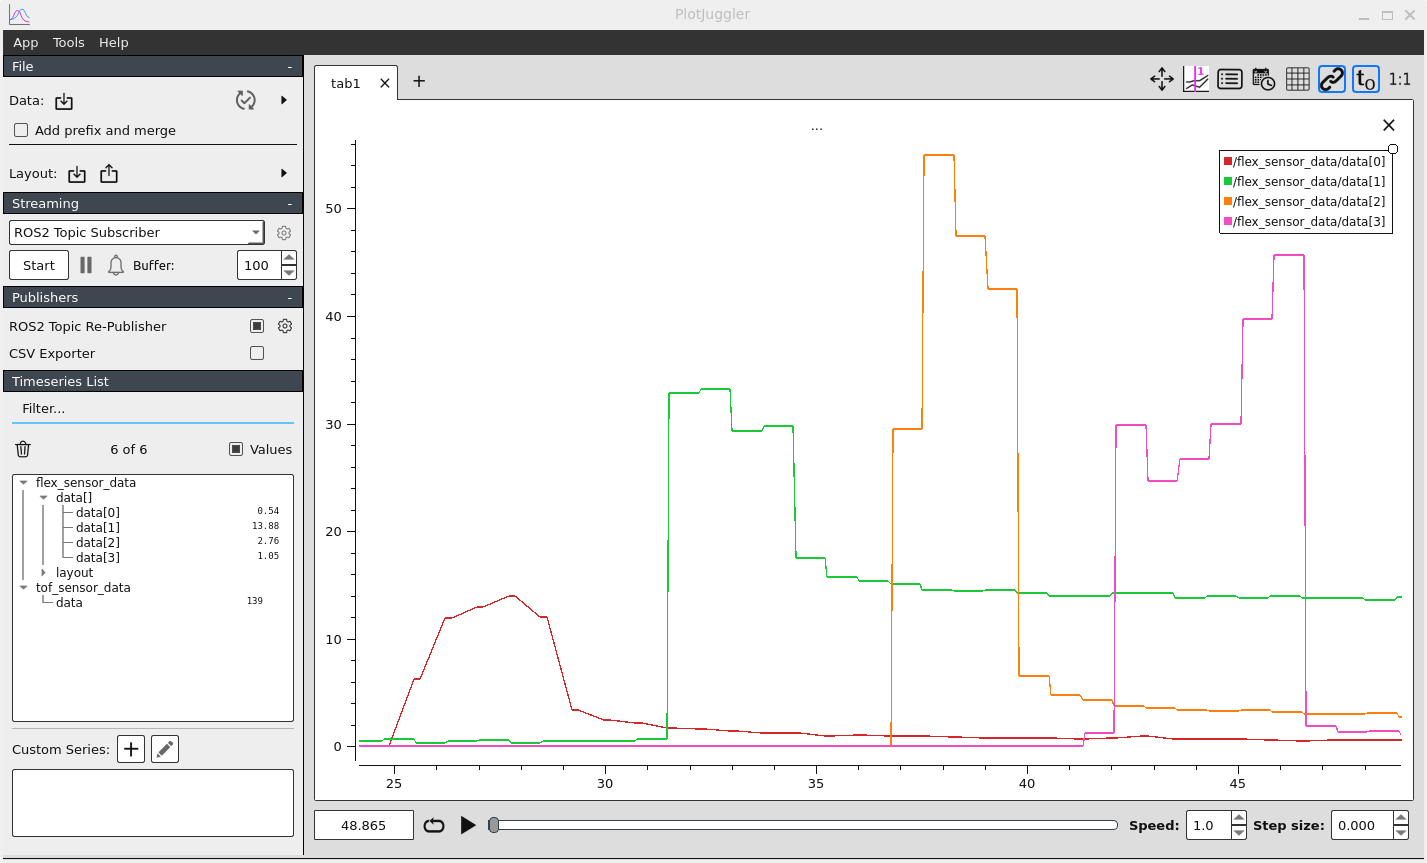 PlotJuggler
App Tools Help
File -
Data:
Add prefix and merge
Layout:
Streaming -
ROS2 Topic Subscriber
Start Buffer: 100
Publishers -
ROS2 Topic Re-Publisher
CSV Exporter
Timeseries List
Filter...
6 of 6 Values
flex_sensor_data
data[]
data[0] 0.54
data[1] 13.88
data[2] 2.76
data[3] 1.05
layout
tof_sensor_data
data 139
Custom Series:
tab1
1
t0
1:1
...
/flex_sensor_data/data[0]
/flex_sensor_data/data[1]
/flex_sensor_data/data[2]
/flex_sensor_data/data[3]
50
40
30
20
10
0
25 30 35 40 45
48.865 Speed: 1.0 Step size: 0.000